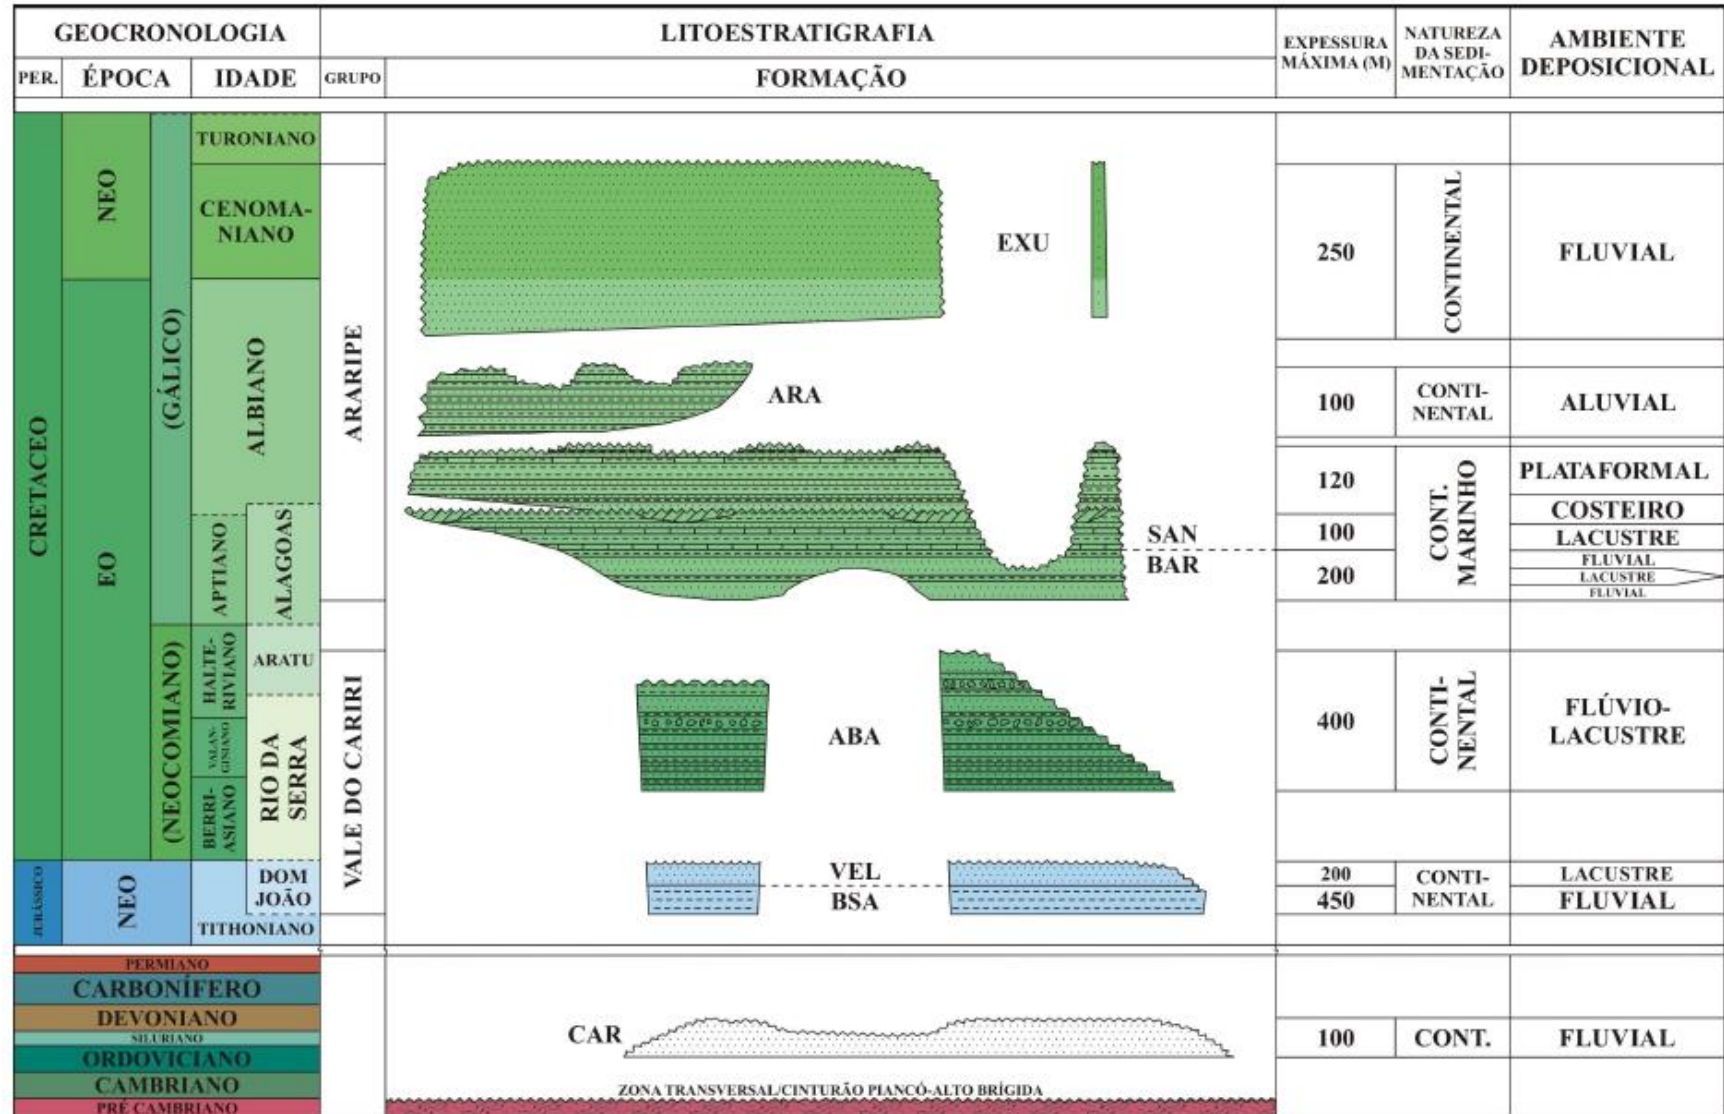 GEOCRONOLOGIA
LITOESTRATIGRAFIA
EXPESSURA
MÁXIMA (M)
NATUREZA
DA SEDI-
MENTAÇÃO
AMBIENTE
DEPOSICIONAL
PER.
ÉPOCA
IDADE
GRUPO
FORMAÇÃO
CRETACEO
NEO
EO
(GÁLICO)
(NEOCOMIANO)
TURONIANO
CENOMA-
NIANO
ALBIANO
APTIANO
ALAGOAS
HALTE-
RIVIANO
ARATU
VALAN-
GINIANO
BERRI-
ASIANO
RIO DA
SERRA
JURÁSSICO
NEO
DOM
JOÃO
TITHONIANO
ARARIPE
VALE DO CARIRI
EXU
250
CONTINENTAL
FLUVIAL
ARA
100
CONTI-
NENTAL
ALUVIAL
SAN
BAR
120
100
200
CONT.
MARINHO
PLATAFORMAL
COSTEIRO
LACUSTRE
FLUVIAL
LACUSTRE
FLUVIAL
ABA
400
CONTI-
NENTAL
FLÚVIO-
LACUSTRE
VEL
BSA
200
450
CONTI-
NENTAL
LACUSTRE
FLUVIAL
PERMIANO
CARBONÍFERO
DEVONIANO
SILURIANO
ORDOVICIANO
CAMBRIANO
PRÉ CAMBRIANO
CAR
100
CONT.
FLUVIAL
ZONA TRANSVERSAL/CINTURÃO PIANCÓ-ALTO BRÍGIDA